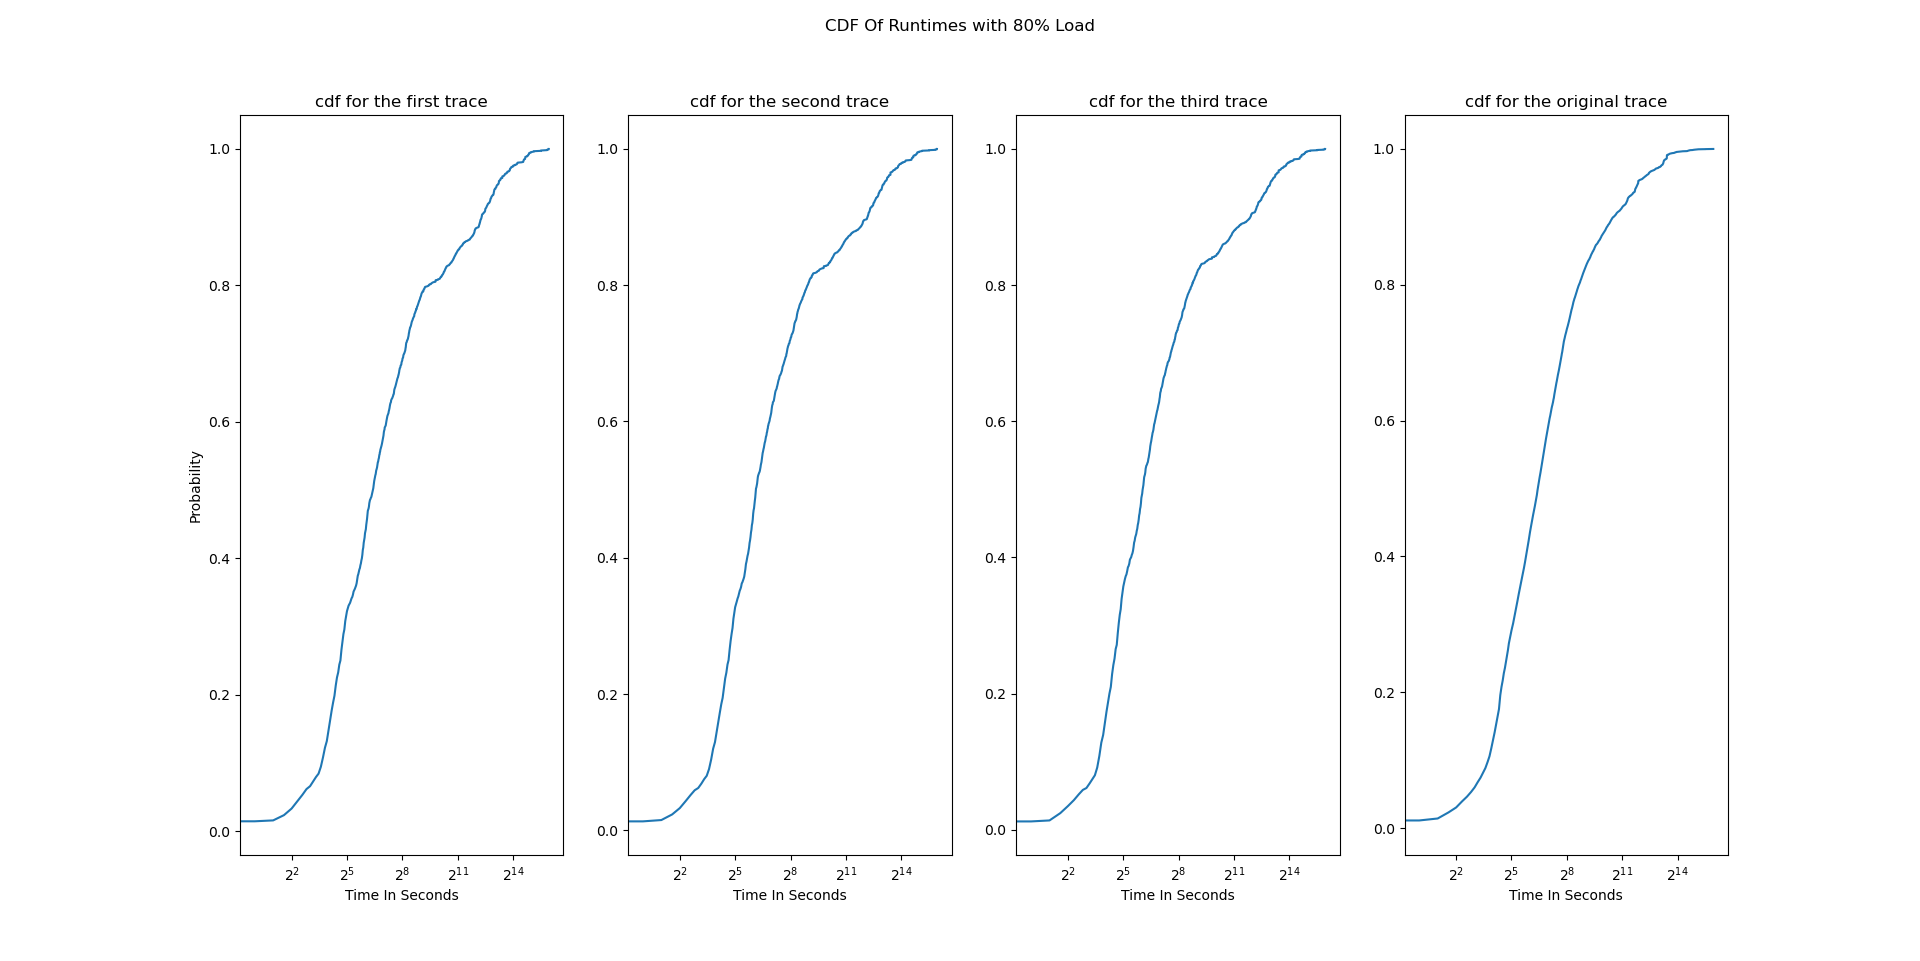 CDF Of Runtimes with 80% Load
cdf for the first trace
cdf for the second trace
cdf for the third trace
cdf for the original trace
Probability
1.0
0.8
0.6
0.4
0.2
0.0
2^2 2^5 2^8 2^11 2^14
Time In Seconds
1.0
0.8
0.6
0.4
0.2
0.0
2^2 2^5 2^8 2^11 2^14
Time In Seconds
1.0
0.8
0.6
0.4
0.2
0.0
2^2 2^5 2^8 2^11 2^14
Time In Seconds
1.0
0.8
0.6
0.4
0.2
0.0
2^2 2^5 2^8 2^11 2^14
Time In Seconds